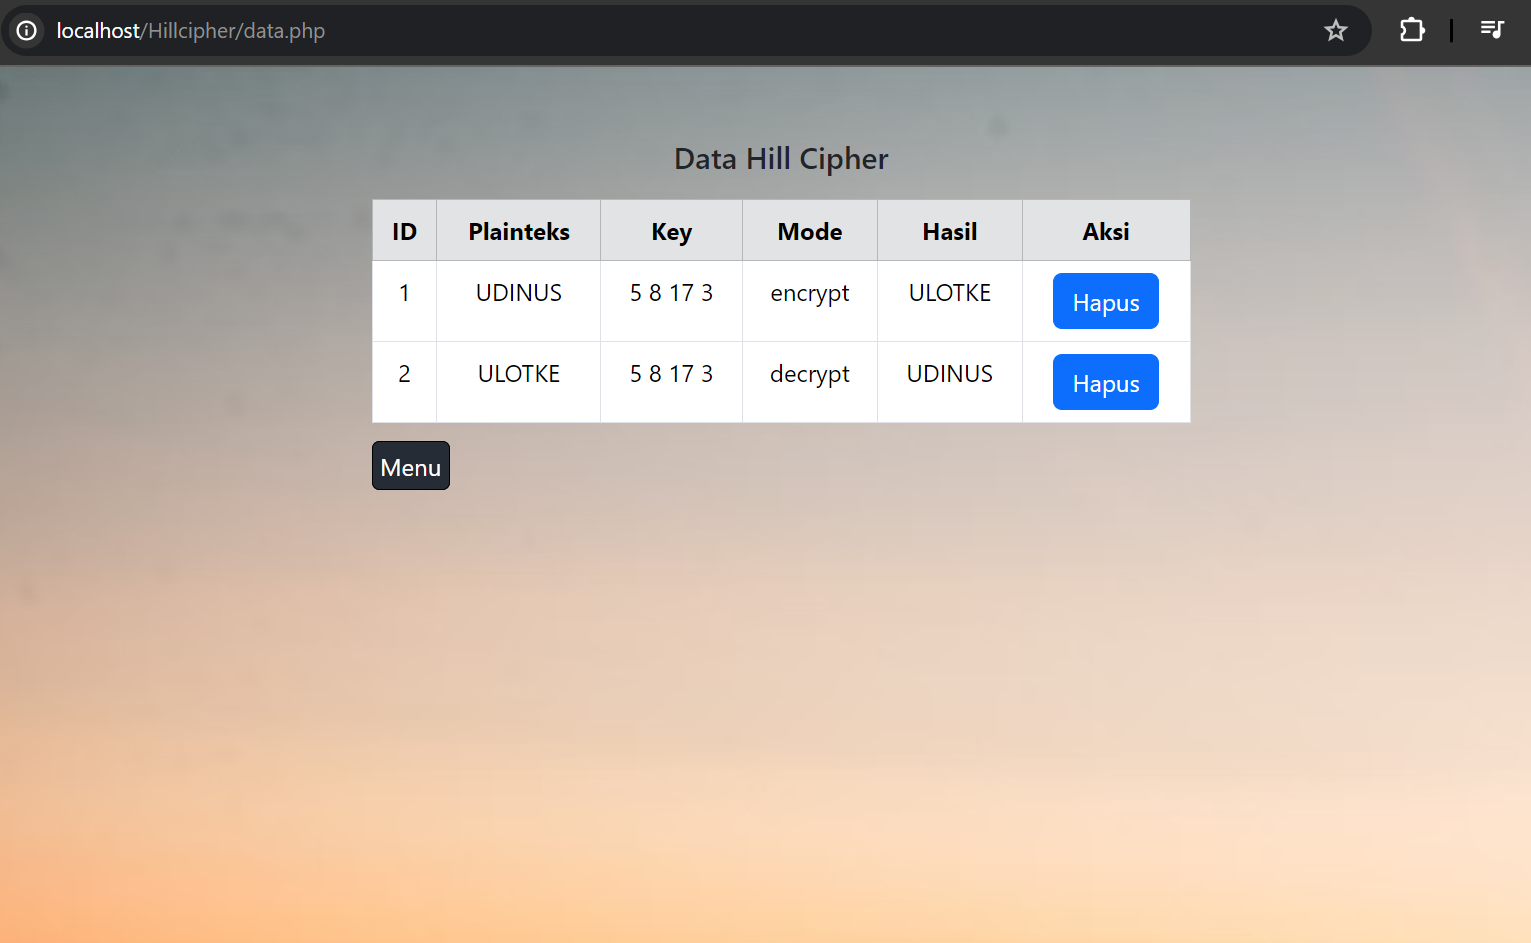 localhost/Hillcipher/data.php
Data Hill Cipher
ID Plainteks Key Mode Hasil Aksi
1 UDINUS 5 8 17 3 encrypt ULOTKE Hapus
2 ULOTKE 5 8 17 3 decrypt UDINUS Hapus
Menu